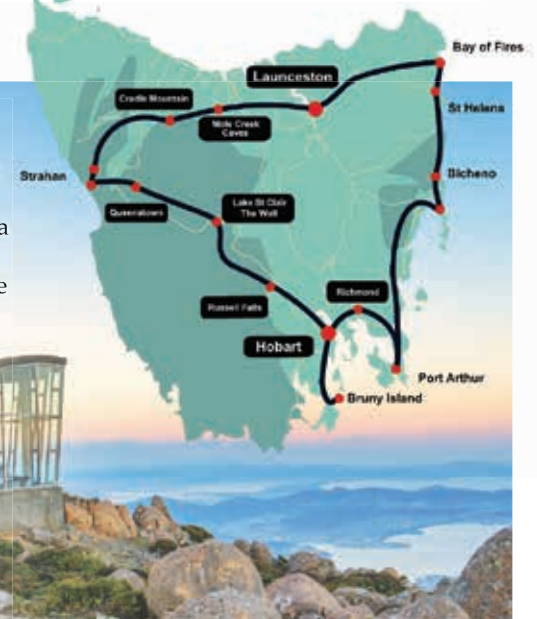 Bay of Fires
Launceston
Cradle Mountain
St Helens
Mole Creek
Caves
Strahan
Bicheno
Queenstown
Lake St Clair
The Wall
a
e
Russell Falls
Richmond
Hobart
Port Arthur
Bruny Island